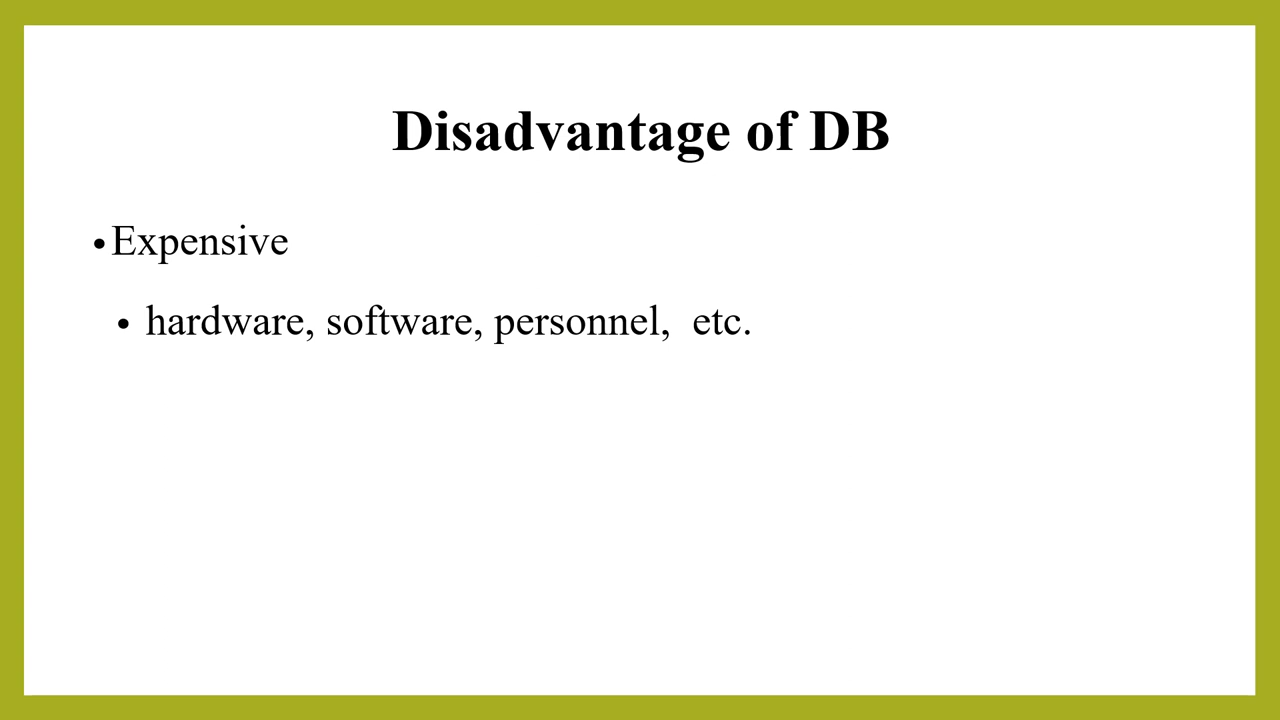 Disadvantage of DB
• Expensive
• hardware, software, personnel,  etc.